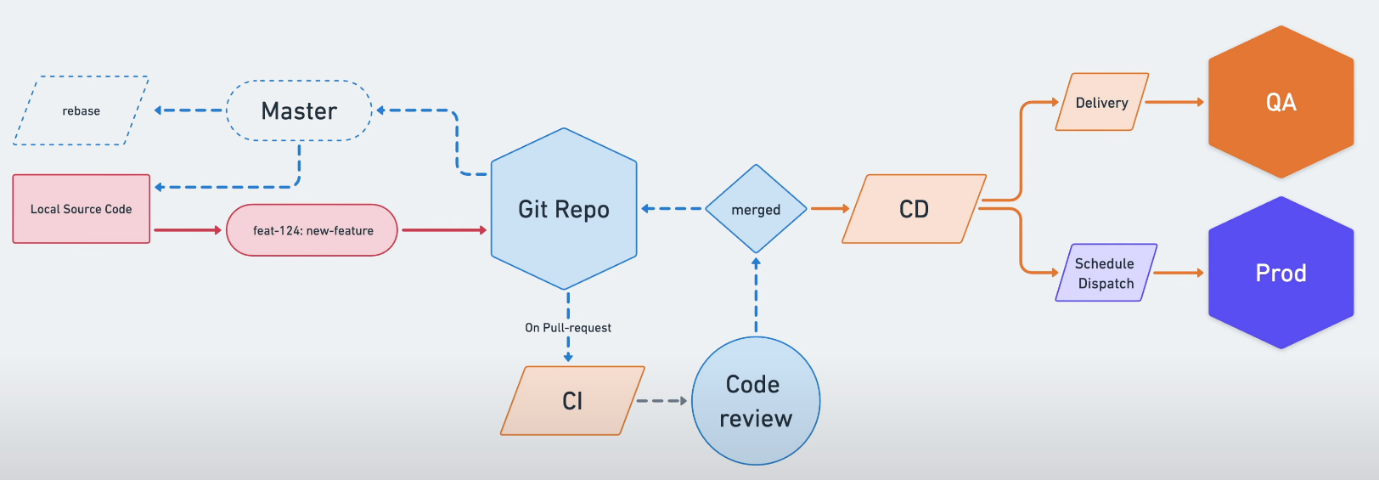 rebase
Master
Local Source Code
feat-124: new-feature
Git Repo
On Pull-request
CI
Code
review
merged
CD
Delivery
QA
Schedule
Dispatch
Prod